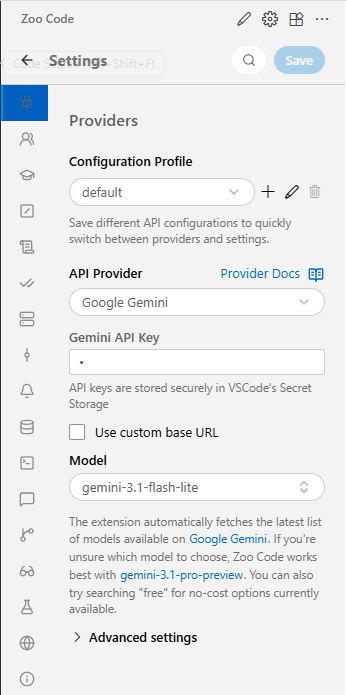 Zoo Code
Settings
Save
Providers
Configuration Profile
default
Save different API configurations to quickly
switch between providers and settings.
API Provider
Provider Docs
Google Gemini
Gemini API Key
API keys are stored securely in VSCode's Secret
Storage
Use custom base URL
Model
gemini-3.1-flash-lite
The extension automatically fetches the latest list
of models available on Google Gemini. If you're
unsure which model to choose, Zoo Code works
best with gemini-3.1-pro-preview. You can also
try searching "free" for no-cost options currently
available.
Advanced settings